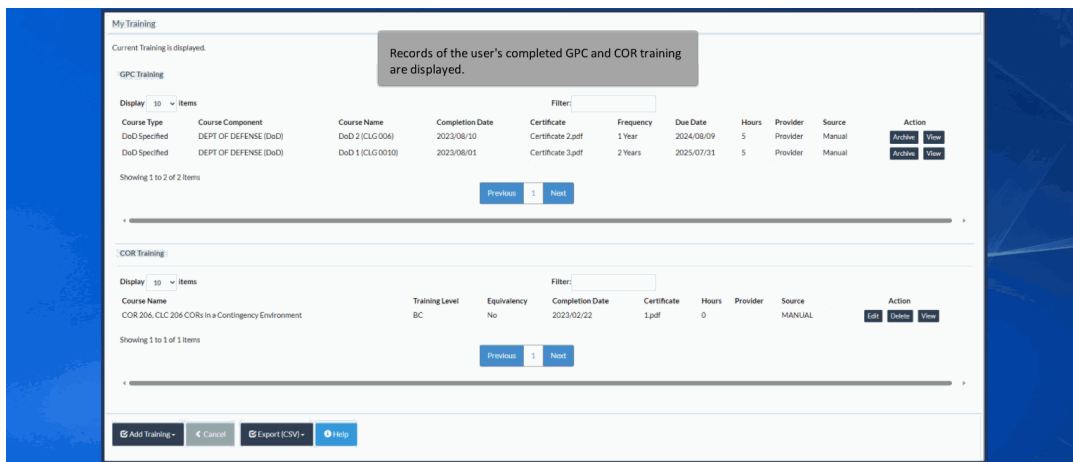 My Training
Current Training is displayed.
Records of the user's completed GPC and COR training
are displayed.
GPC Training
Display 10 items
Filter:
Course Type Course Component Course Name Completion Date Certificate Frequency Due Date Hours Provider Source Action
DoD Specified DEPT OF DEFENSE (DoD) DoD 2 (CLG 006) 2023/08/10 Certificate 2.pdf 1 Year 2024/08/09 5 Provider Manual Archive View
DoD Specified DEPT OF DEFENSE (DoD) DoD 1 (CLG 0010) 2023/08/01 Certificate 3.pdf 2 Years 2025/07/31 5 Provider Manual Archive View
Showing 1 to 2 of 2 items
Previous 1 Next
COR Training
Display 10 items
Filter:
Course Name Training Level Equivalency Completion Date Certificate Hours Provider Source Action
COR 206, CLC 206 CORs in a Contingency Environment BC No 2023/02/22 1.pdf 0 MANUAL Edit Delete View
Showing 1 to 1 of 1 items
Previous 1 Next
Add Training Cancel Export (CSV) Help